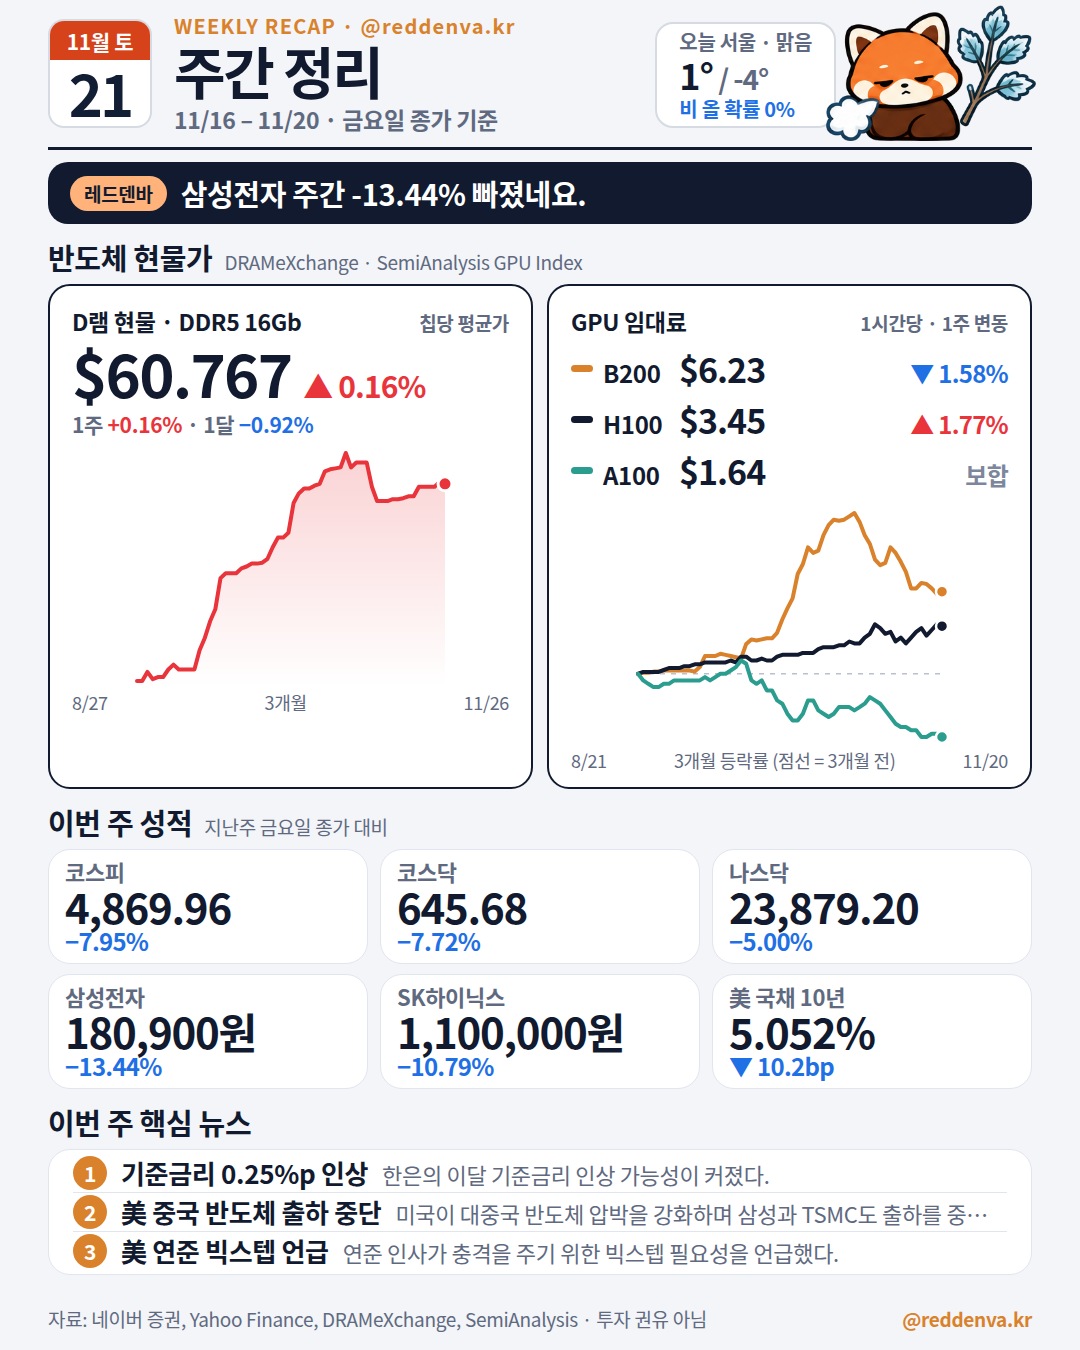 11월 토
21
WEEKLY RECAP · @reddenva.kr
주간 정리
11/16 – 11/20 · 금요일 종가 기준
오늘 서울 · 맑음
1° / -4°
비 올 확률 0%
레드덴바 삼성전자 주간 -13.44% 빠졌네요.
반도체 현물가 DRAMeXchange · SemiAnalysis GPU Index
D램 현물 · DDR5 16Gb 칩당 평균가
$60.767 ▲ 0.16%
1주 +0.16% · 1달 −0.92%
8/27 3개월 11/26
GPU 임대료 1시간당 · 1주 변동
B200 $6.23 ▼ 1.58%
H100 $3.45 ▲ 1.77%
A100 $1.64 보합
8/21 3개월 등락률 (점선 = 3개월 전) 11/20
이번 주 성적 지난주 금요일 종가 대비
코스피
4,869.96
−7.95%
코스닥
645.68
−7.72%
나스닥
23,879.20
−5.00%
삼성전자
180,900원
−13.44%
SK하이닉스
1,100,000원
−10.79%
美 국채 10년
5.052%
▼ 10.2bp
이번 주 핵심 뉴스
1 기준금리 0.25%p 인상 한은의 이달 기준금리 인상 가능성이 커졌다.
2 美 중국 반도체 출하 중단 미국이 대중국 반도체 압박을 강화하며 삼성과 TSMC도 출하를 중…
3 美 연준 빅스텝 언급 연준 인사가 충격을 주기 위한 빅스텝 필요성을 언급했다.
자료: 네이버 증권, Yahoo Finance, DRAMeXchange, SemiAnalysis · 투자 권유 아님
@reddenva.kr